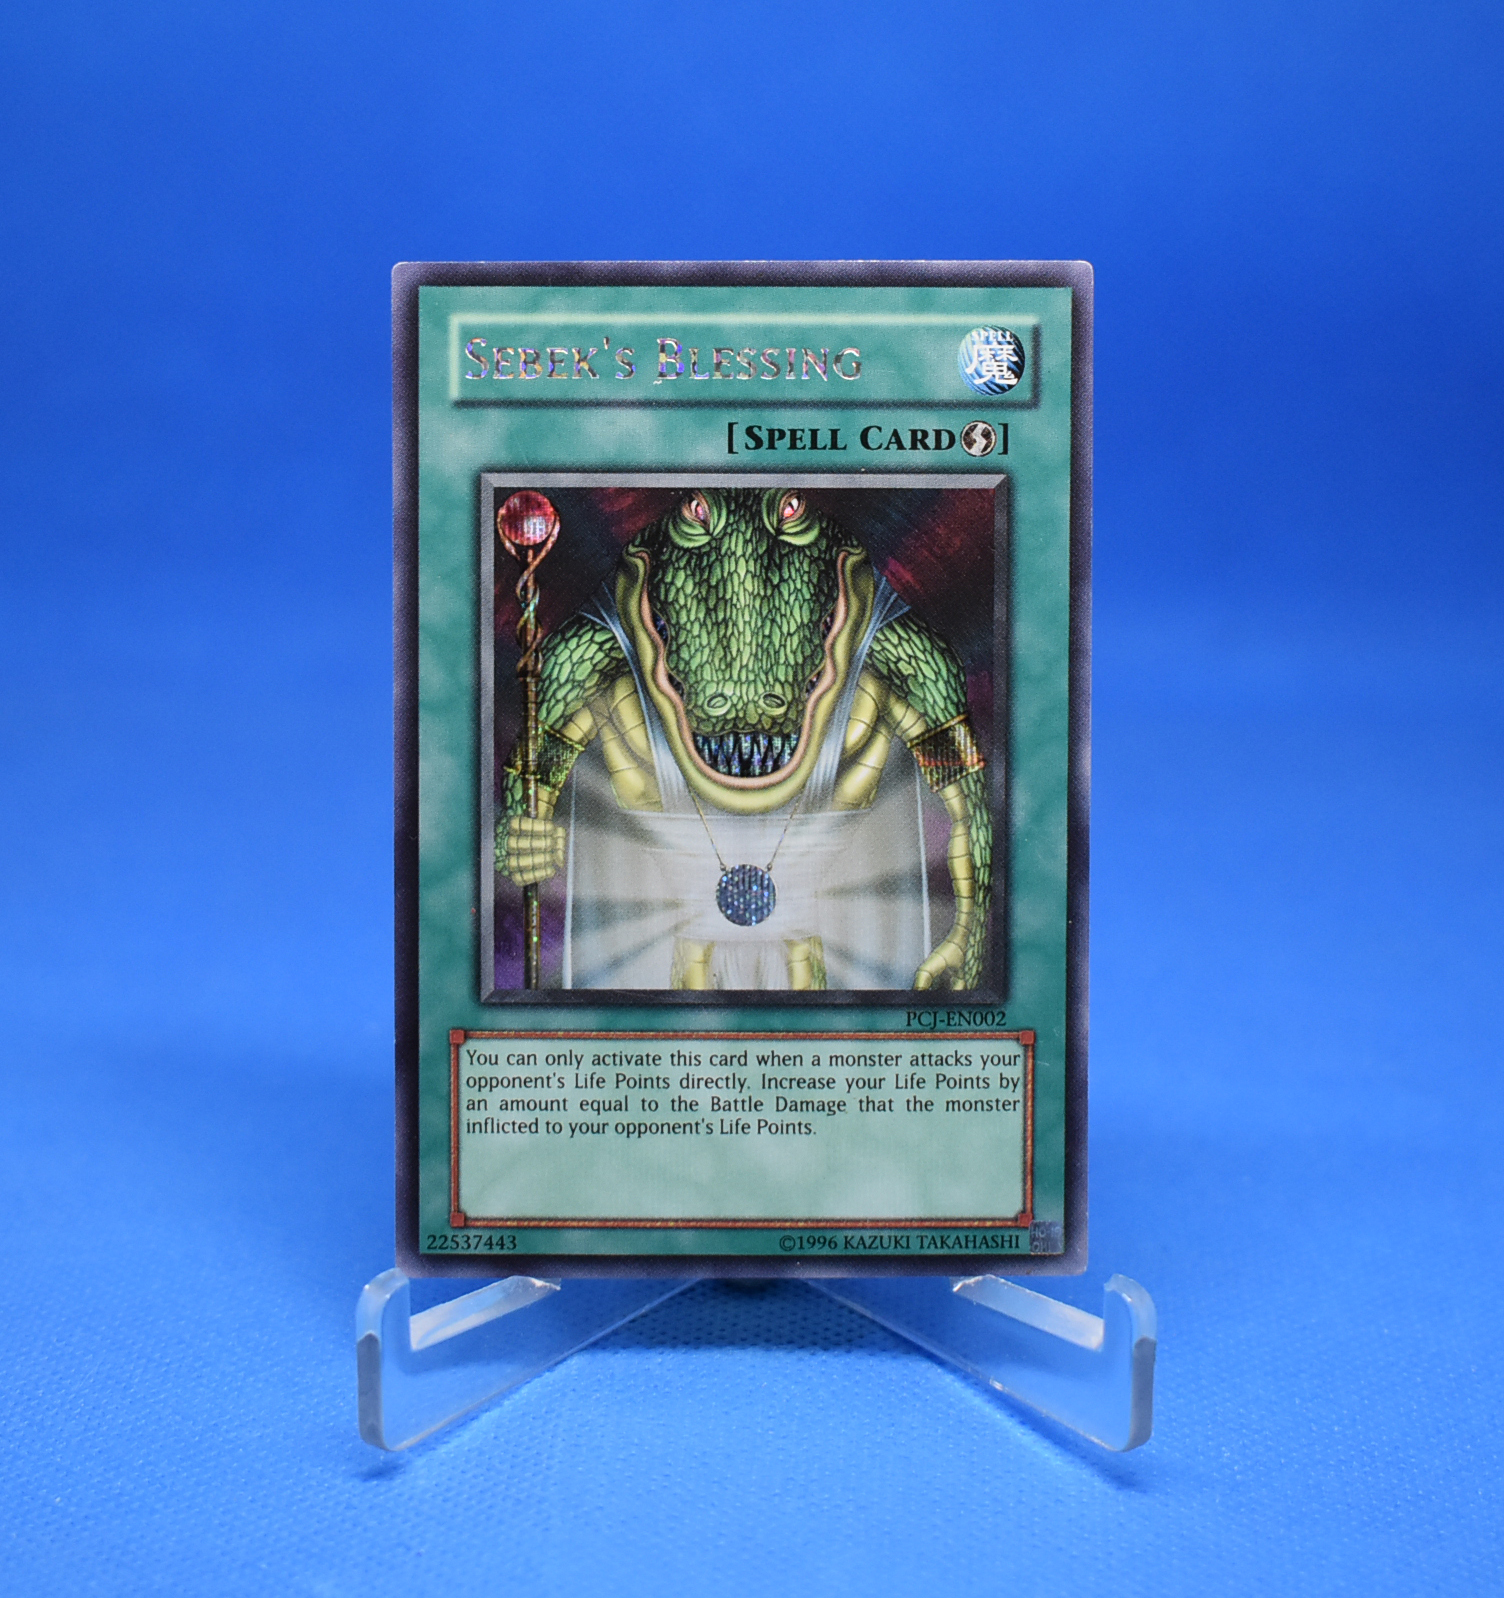 SEBEK'S BLESSING
SPELL
魔
[SPELL CARD]
PCJ-EN002
You can only activate this card when a monster attacks your
opponent's Life Points directly. Increase your Life Points by
an amount equal to the Battle Damage that the monster
inflicted to your opponent's Life Points.
22537443
©1996 KAZUKI TAKAHASHI